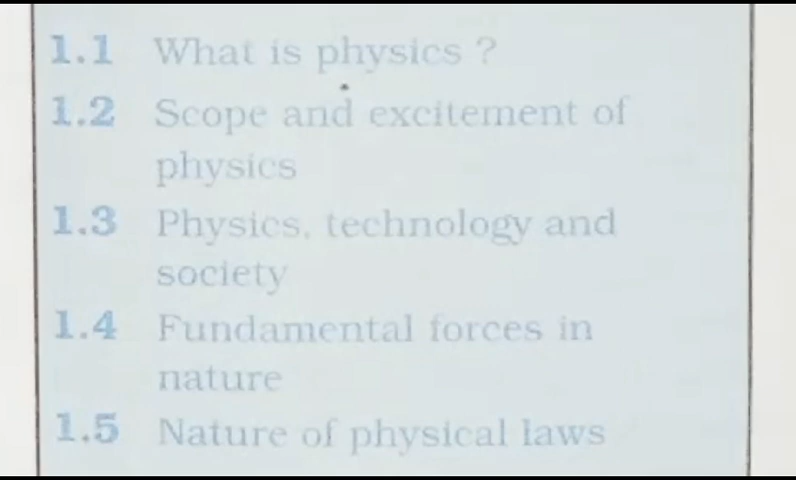 1.1 What is physics ?
1.2 Scope and excitement of
physics
1.3 Physics, technology and
society
1.4 Fundamental forces in
nature
1.5 Nature of physical laws